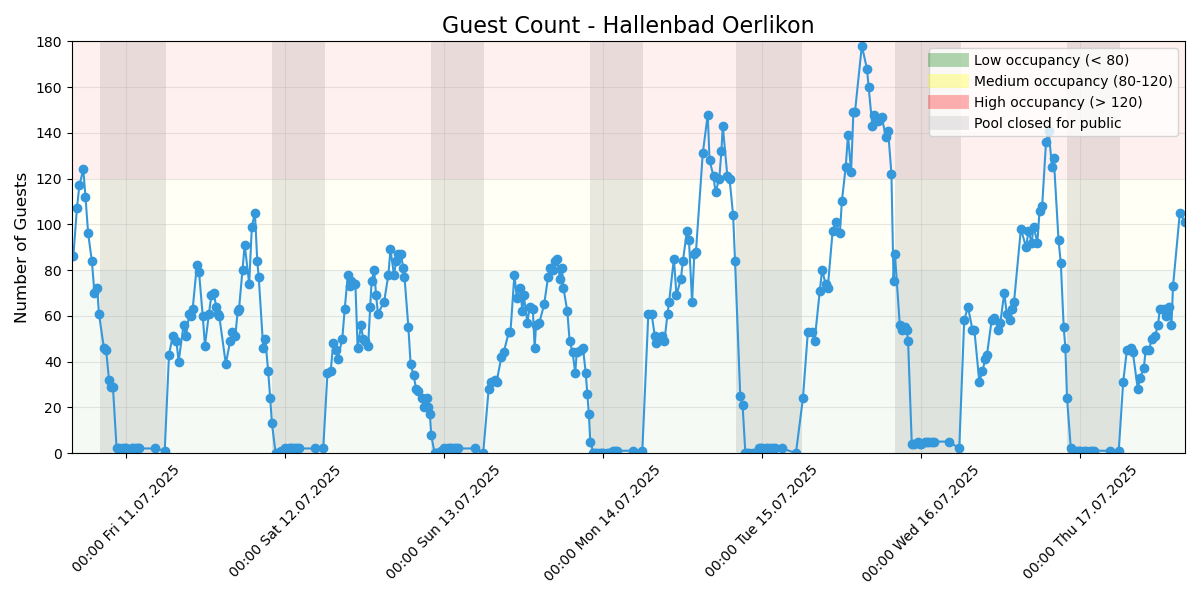 Guest Count - Hallenbad Oerlikon
Number of Guests
180
160
140
120
100
80
60
40
20
0
Low occupancy (< 80)
Medium occupancy (80-120)
High occupancy (> 120)
Pool closed for public
00:00 Fri 11.07.2025
00:00 Sat 12.07.2025
00:00 Sun 13.07.2025
00:00 Mon 14.07.2025
00:00 Tue 15.07.2025
00:00 Wed 16.07.2025
00:00 Thu 17.07.2025